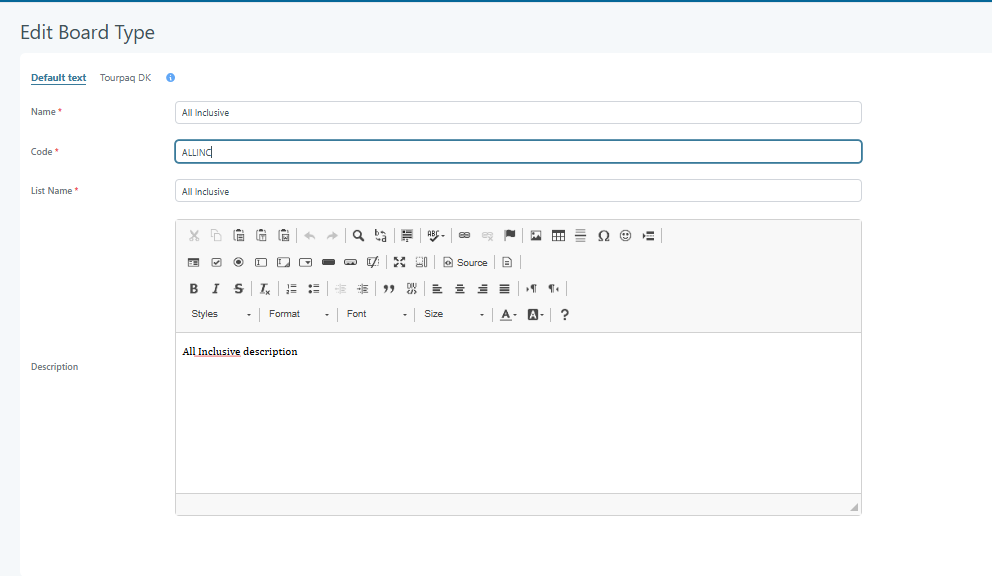 Edit Board Type
Default text Tourpaq DK
Name * All Inclusive
Code * ALLINC
List Name * All Inclusive
Source
Styles Format Font Size
All Inclusive description
Description